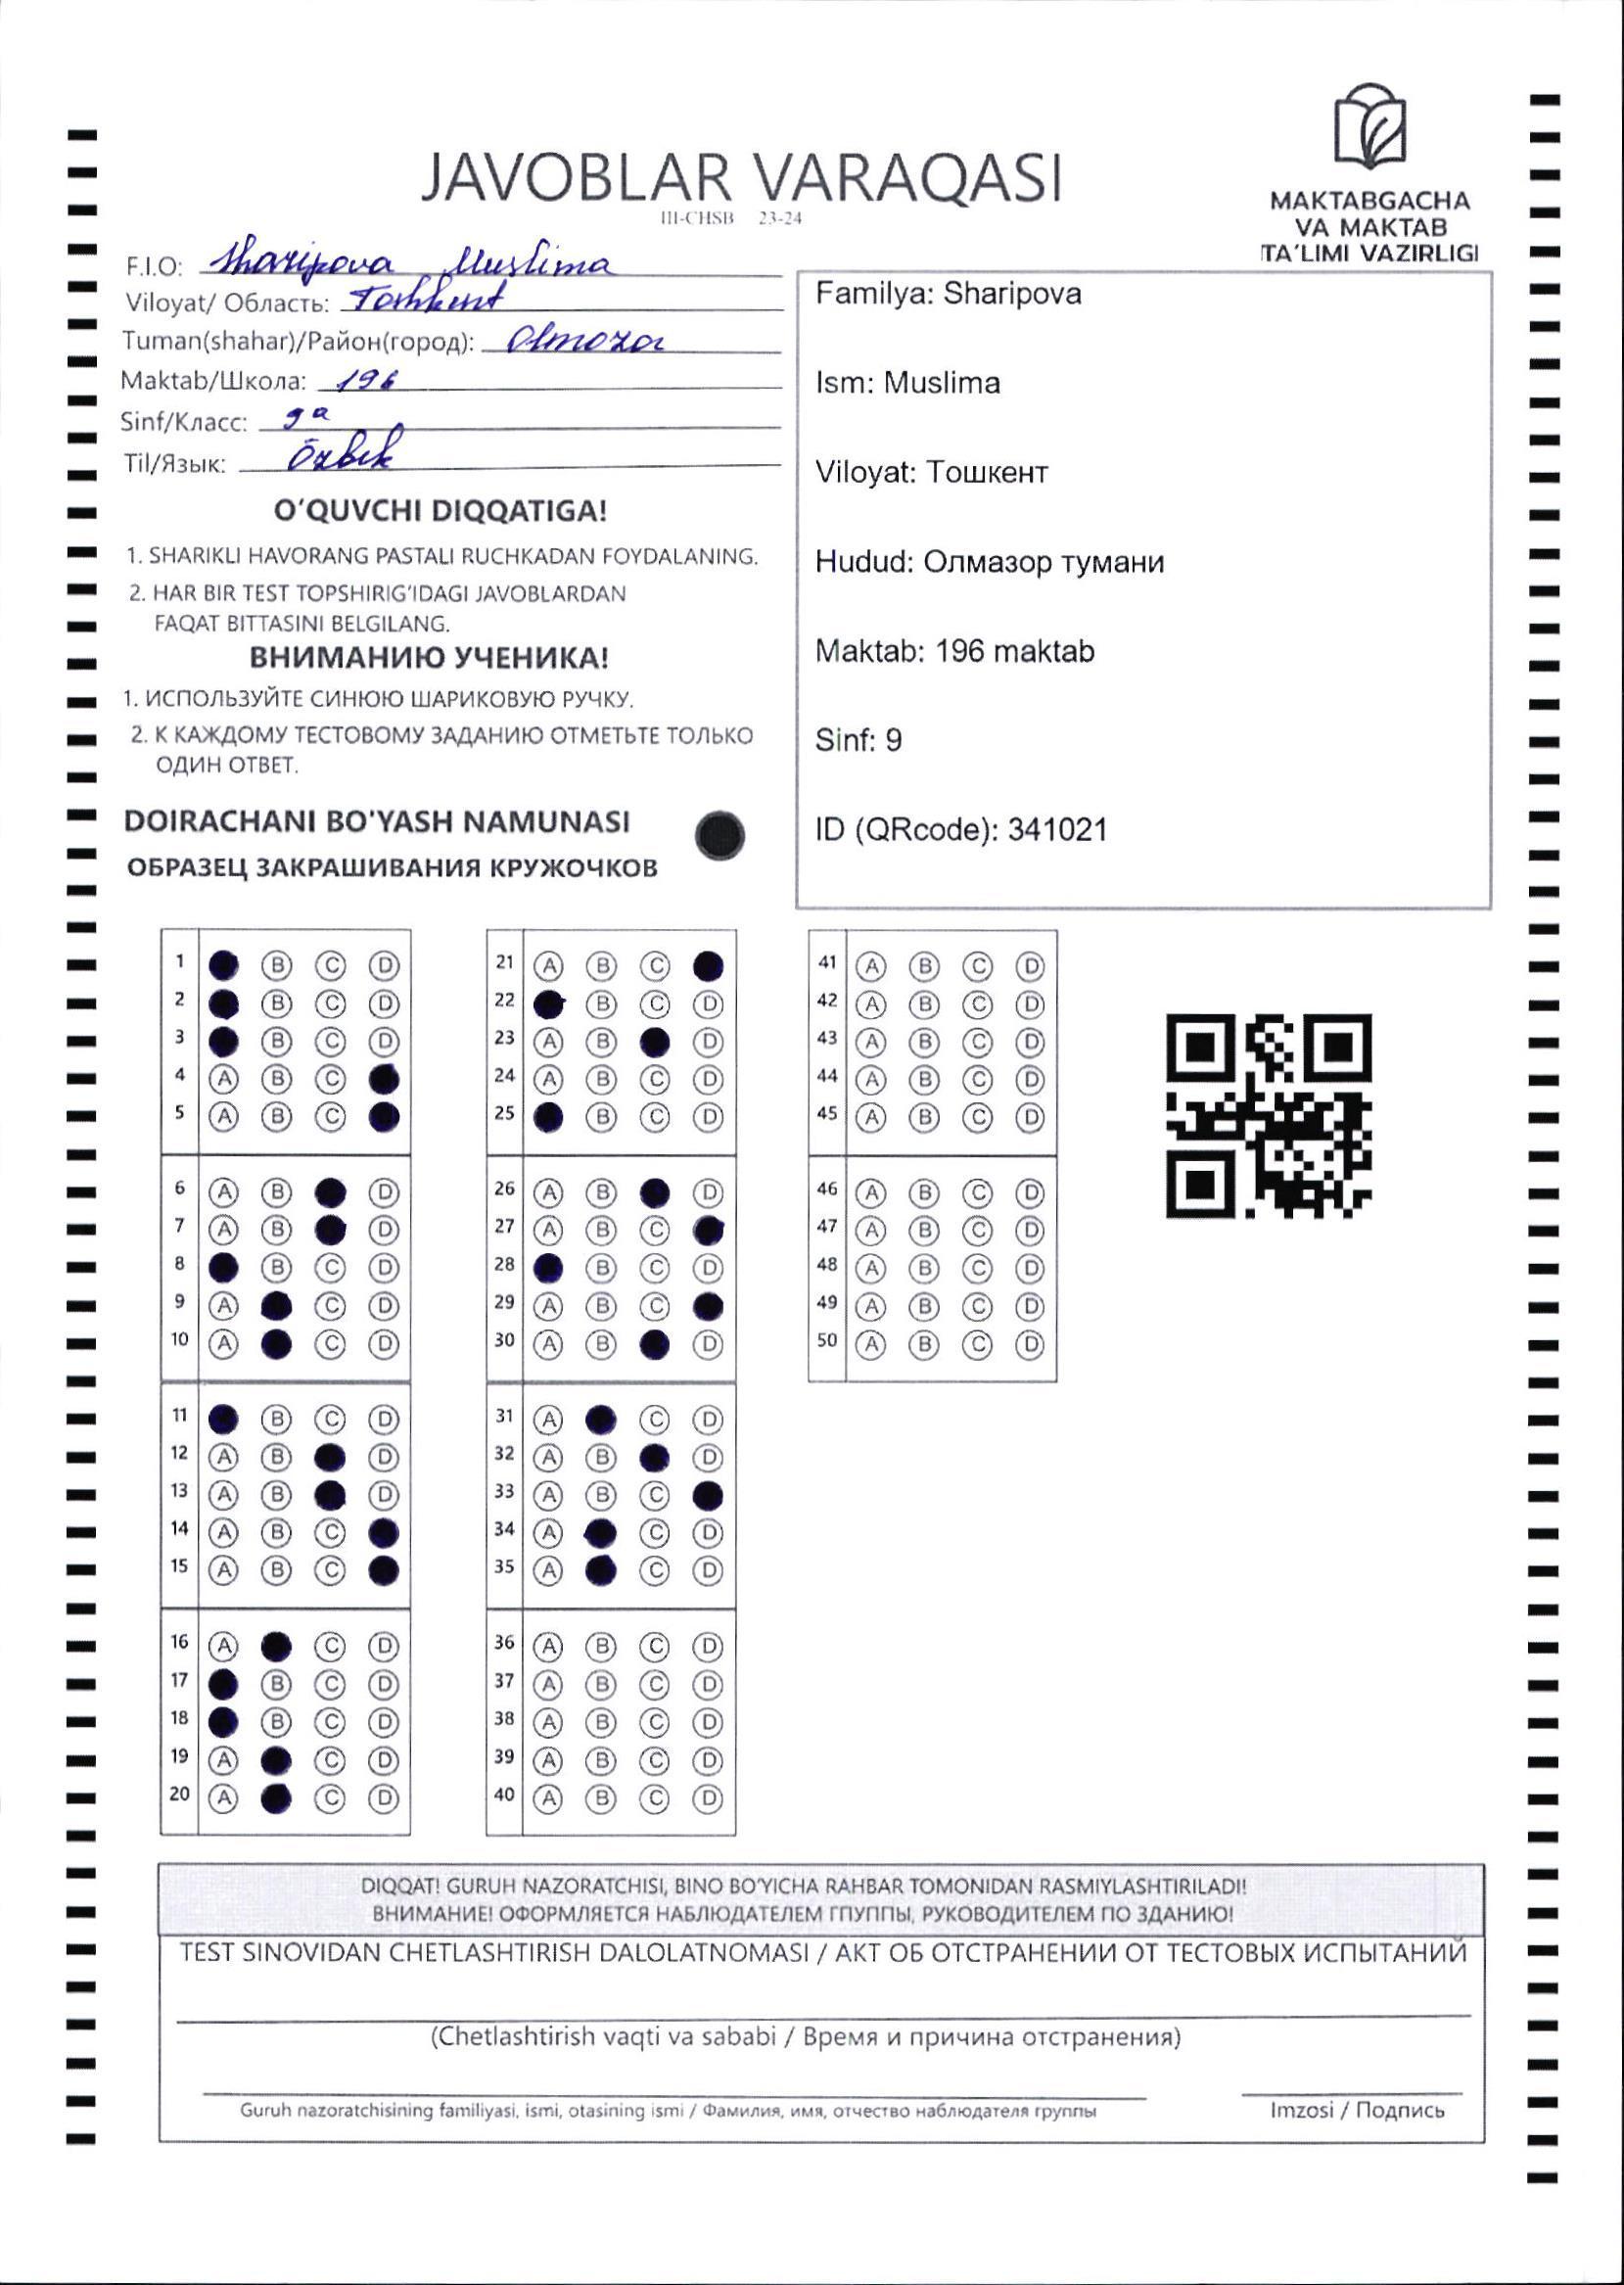 JAVOBLAR VARAQASI
III-CHSB 23-24
MAKTABGACHA
VA MAKTAB
TA'LIMI VAZIRLIGI
F.I.O: Sharipova Muslima
Viloyat/ Область: Toshkent
Tuman(shahar)/Район(город): Olmozor
Maktab/Школа: 196
Sinf/Класс: 9a
Til/Язык: Özbek
O'QUVCHI DIQQATIGA!
1. SHARIKLI HAVORANG PASTALI RUCHKADAN FOYDALANING.
2. HAR BIR TEST TOPSHIRIG'IDAGI JAVOBLARDAN
FAQAT BITTASINI BELGILANG.
ВНИМАНИЮ УЧЕНИКА!
1. ИСПОЛЬЗУЙТЕ СИНЮЮ ШАРИКОВУЮ РУЧКУ.
2. К КАЖДОМУ ТЕСТОВОМУ ЗАДАНИЮ ОТМЕТЬТЕ ТОЛЬКО
ОДИН ОТВЕТ.
DOIRACHANI BO'YASH NAMUNASI
ОБРАЗЕЦ ЗАКРАШИВАНИЯ КРУЖОЧКОВ
Familya: Sharipova
Ism: Muslima
Viloyat: Тошкент
Hudud: Олмазор тумани
Maktab: 196 maktab
Sinf: 9
ID (QRcode): 341021
1 B C D
2 B C D
3 B C D
4 A B C
5 A B C
6 A B D
7 A B D
8 B C D
9 A C D
10 A C D
11 B C D
12 A B D
13 A B D
14 A B C
15 A B C
16 A C D
17 B C D
18 B C D
19 A C D
20 A C D
21 A B C
22 B C D
23 A B D
24 A B C D
25 B C D
26 A B D
27 A B C
28 B C D
29 A B C
30 A B D
31 A C D
32 A B D
33 A B C
34 A C D
35 A C D
36 A B C D
37 A B C D
38 A B C D
39 A B C D
40 A B C D
41 A B C D
42 A B C D
43 A B C D
44 A B C D
45 A B C D
46 A B C D
47 A B C D
48 A B C D
49 A B C D
50 A B C D
DIQQAT! GURUH NAZORATCHISI, BINO BO'YICHA RAHBAR TOMONIDAN RASMIYLASHTIRILADI!
ВНИМАНИЕ! ОФОРМЛЯЕТСЯ НАБЛЮДАТЕЛЕМ ГПУППЫ, РУКОВОДИТЕЛЕМ ПО ЗДАНИЮ!
TEST SINOVIDAN CHETLASHTIRISH DALOLATNOMASI / АКТ ОБ ОТСТРАНЕНИИ ОТ ТЕСТОВЫХ ИСПЫТАНИЙ
(Chetlashtirish vaqti va sababi / Время и причина отстранения)
Guruh nazoratchisining familiyasi, ismi, otasining ismi / Фамилия, имя, отчество наблюдателя группы
Imzosi / Подпись